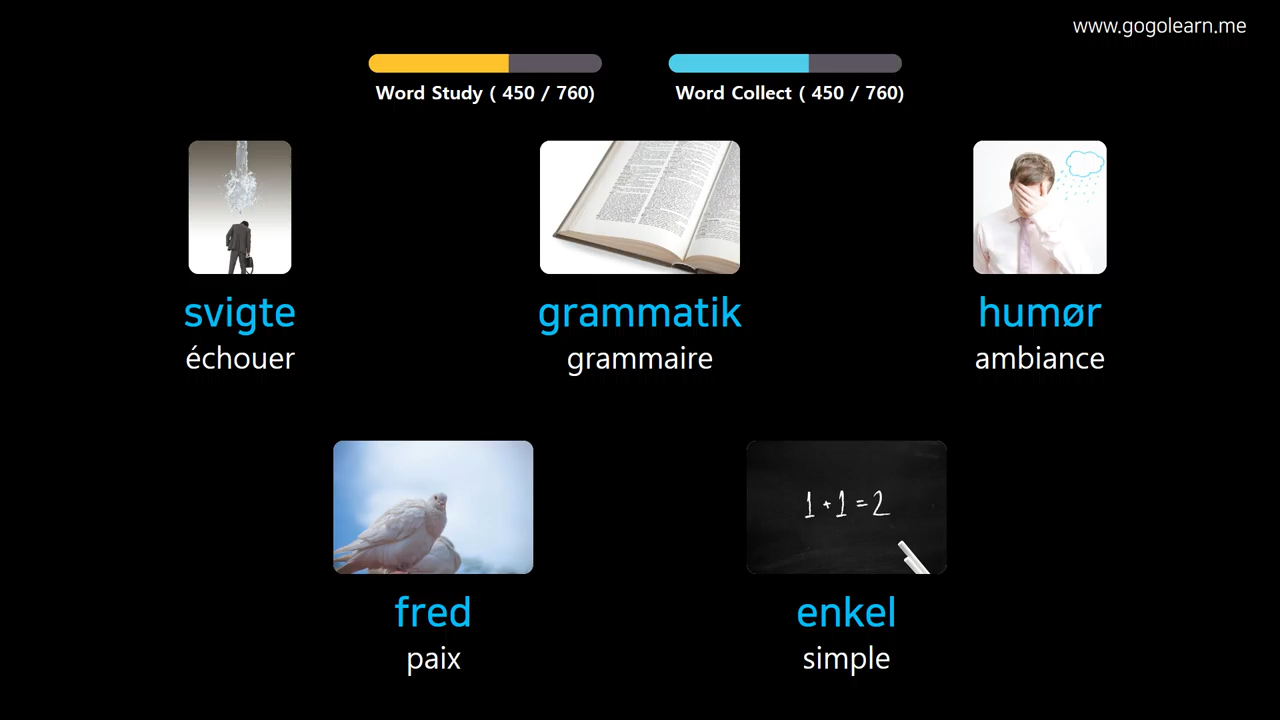 www.gogolearn.me
Word Study ( 450 / 760)
Word Collect ( 450 / 760)
svigte
échouer
grammatik
grammaire
humør
ambiance
1+1=2
fred
paix
enkel
simple